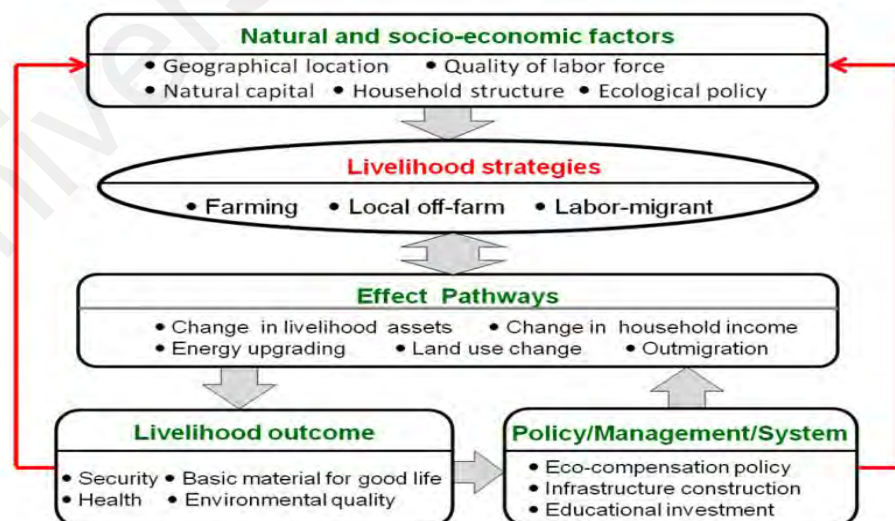 Natural and socio-economic factors
• Geographical location • Quality of labor force
• Natural capital • Household structure • Ecological policy
Livelihood strategies
• Farming • Local off-farm • Labor-migrant
Effect Pathways
• Change in livelihood assets • Change in household income
• Energy upgrading • Land use change • Outmigration
Livelihood outcome
• Security • Basic material for good life
• Health • Environmental quality
Policy/Management/System
• Eco-compensation policy
• Infrastructure construction
• Educational investment